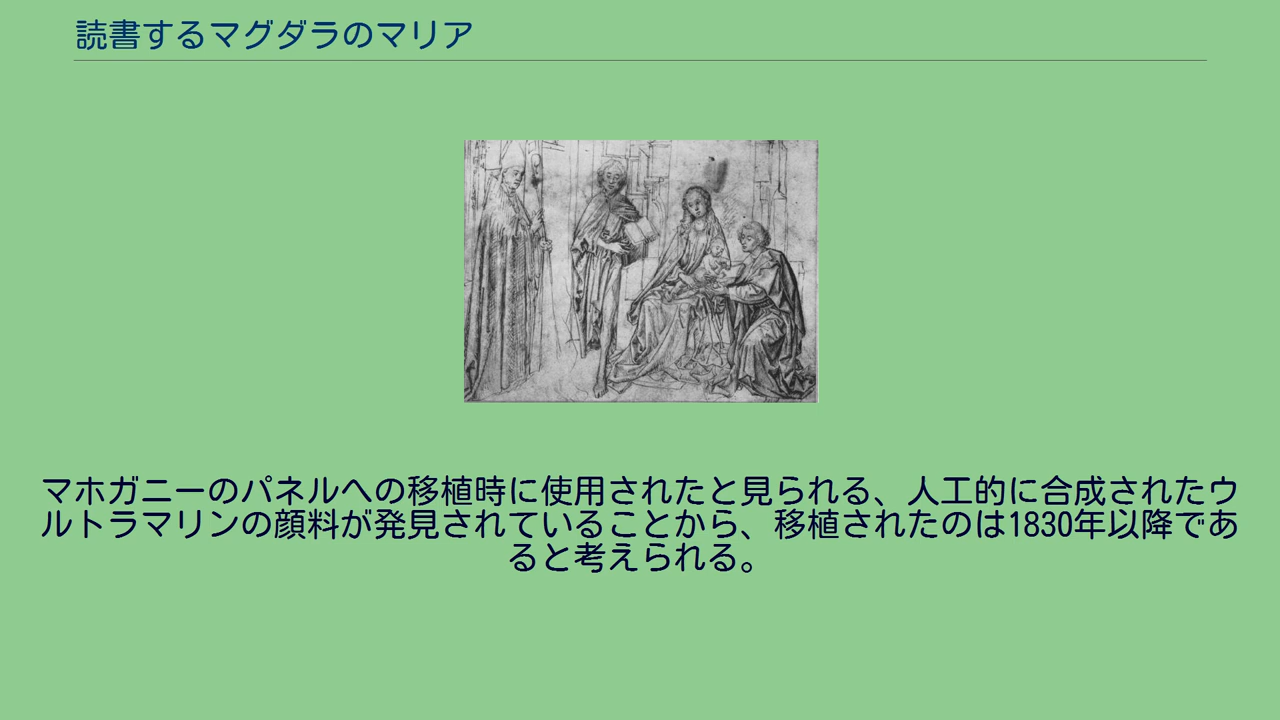 読書するマグダラのマリア
マホガニーのパネルへの移植時に使用されたと見られる、人工的に合成されたウ
ルトラマリンの顔料が発見されていることから、移植されたのは1830年以降であ
ると考えられる。